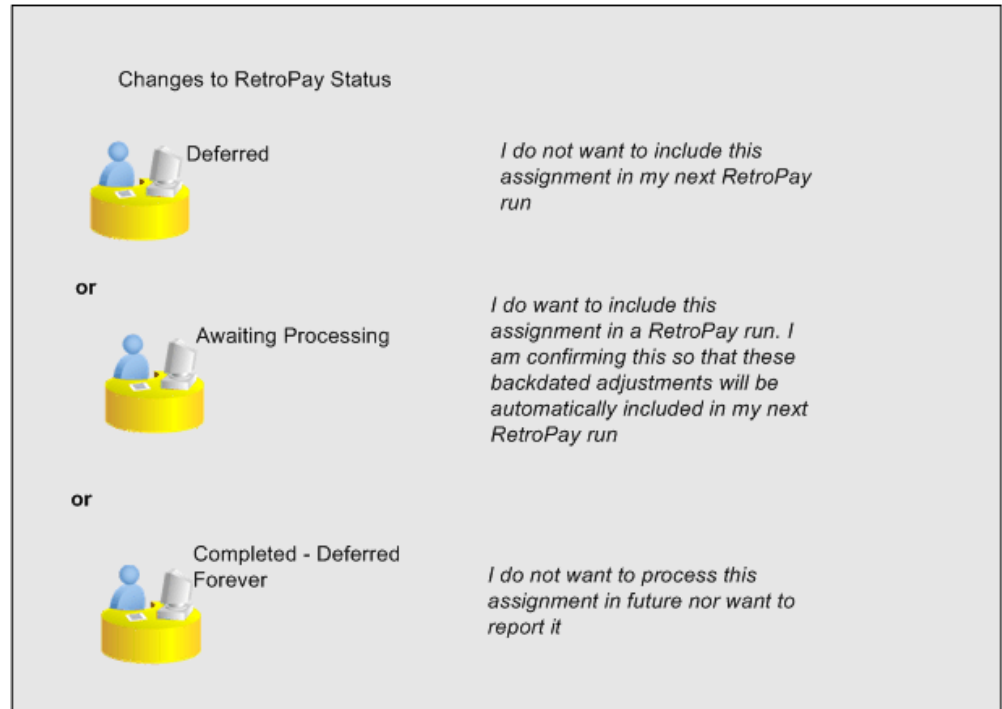 Changes to RetroPay Status
Deferred
I do not want to include this
assignment in my next RetroPay
run
or
Awaiting Processing
I do want to include this
assignment in a RetroPay run. I
am confirming this so that these
backdated adjustments will be
automatically included in my next
RetroPay run
or
Completed - Deferred
Forever
I do not want to process this
assignment in future nor want to
report it